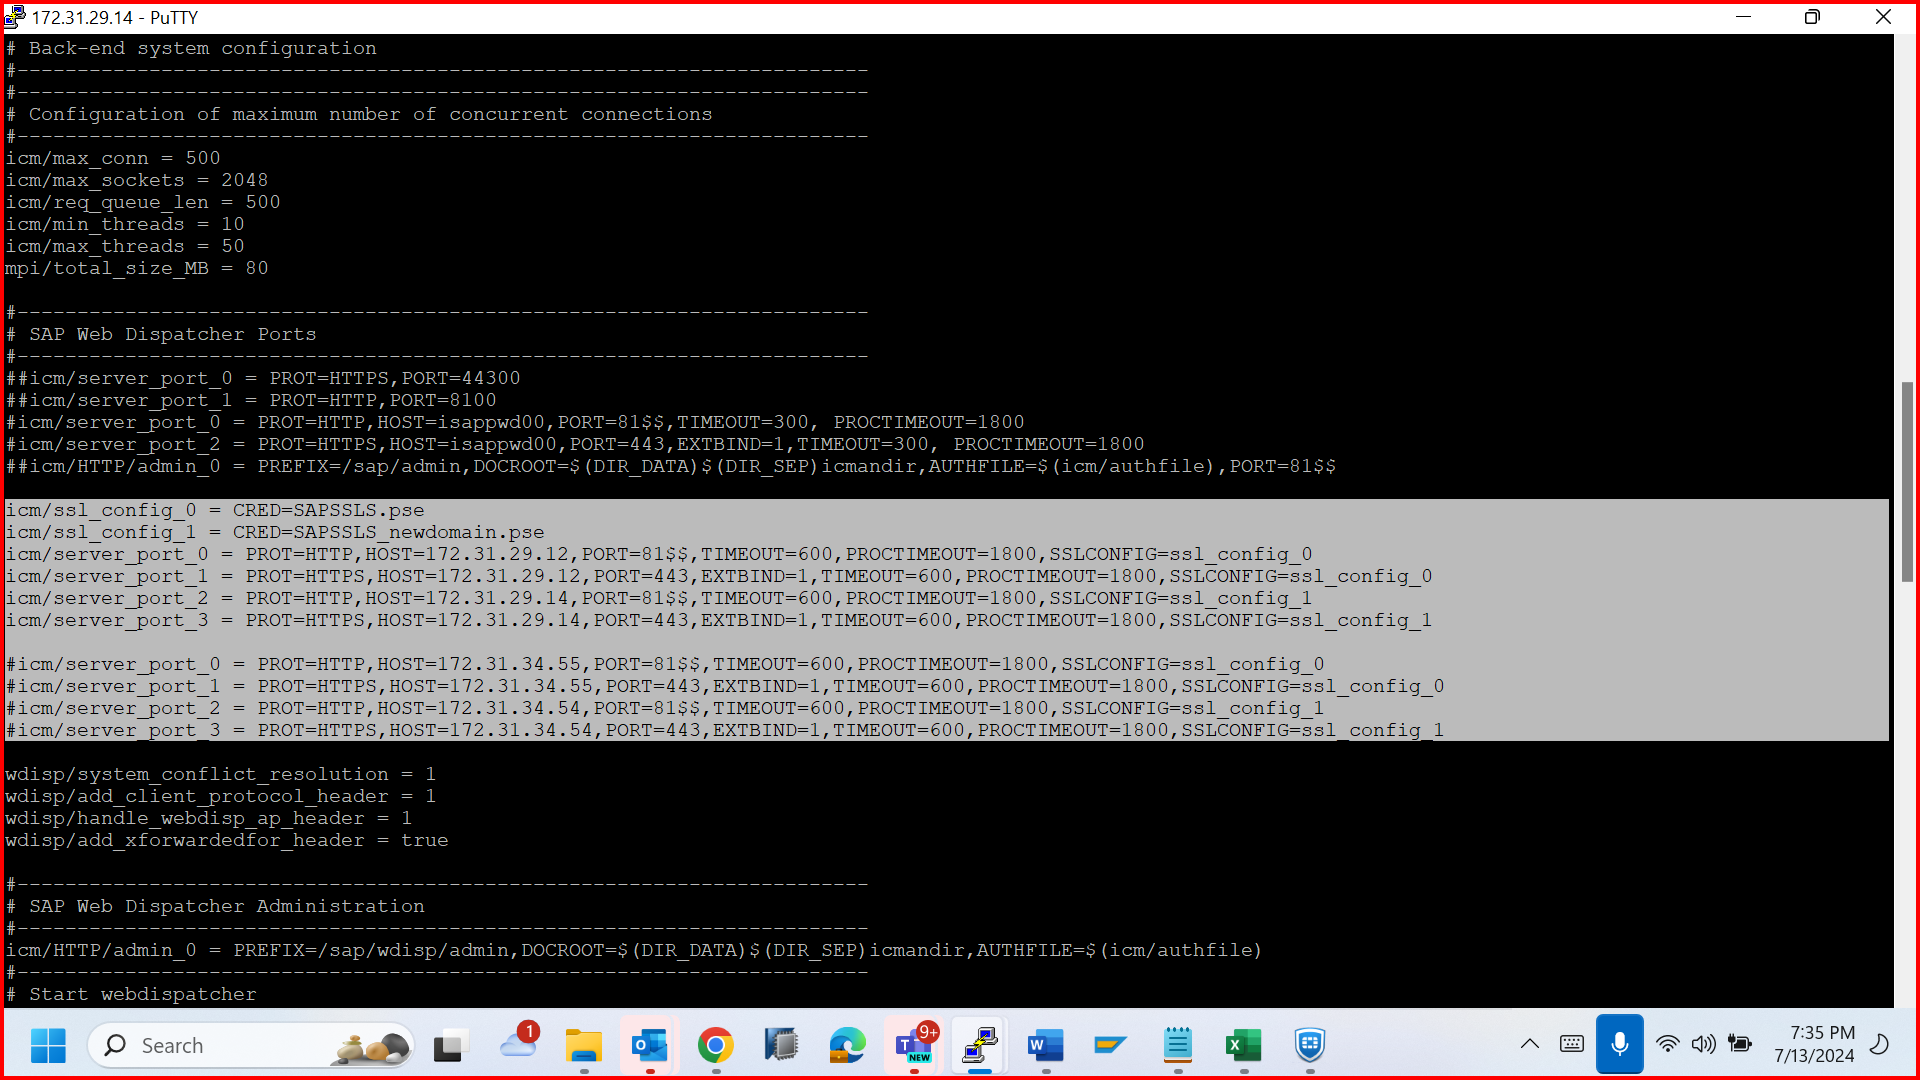 172.31.29.14 - PuTTY
# Back-end system configuration
#-----------------------------------------------------------------------
#-----------------------------------------------------------------------
# Configuration of maximum number of concurrent connections
#-----------------------------------------------------------------------
icm/max_conn = 500
icm/max_sockets = 2048
icm/req_queue_len = 500
icm/min_threads = 10
icm/max_threads = 50
mpi/total_size_MB = 80
#-----------------------------------------------------------------------
# SAP Web Dispatcher Ports
#-----------------------------------------------------------------------
##icm/server_port_0 = PROT=HTTPS,PORT=44300
##icm/server_port_1 = PROT=HTTP,PORT=8100
#icm/server_port_0 = PROT=HTTP,HOST=isappwd00,PORT=81$$,TIMEOUT=300, PROCTIMEOUT=1800
#icm/server_port_2 = PROT=HTTPS,HOST=isappwd00,PORT=443,EXTBIND=1,TIMEOUT=300, PROCTIMEOUT=1800
##icm/HTTP/admin_0 = PREFIX=/sap/admin,DOCROOT=$(DIR_DATA)$(DIR_SEP)icmandir,AUTHFILE=$(icm/authfile),PORT=81$$
icm/ssl_config_0 = CRED=SAPSSLS.pse
icm/ssl_config_1 = CRED=SAPSSLS_newdomain.pse
icm/server_port_0 = PROT=HTTP,HOST=172.31.29.12,PORT=81$$,TIMEOUT=600,PROCTIMEOUT=1800,SSLCONFIG=ssl_config_0
icm/server_port_1 = PROT=HTTPS,HOST=172.31.29.12,PORT=443,EXTBIND=1,TIMEOUT=600,PROCTIMEOUT=1800,SSLCONFIG=ssl_config_0
icm/server_port_2 = PROT=HTTP,HOST=172.31.29.14,PORT=81$$,TIMEOUT=600,PROCTIMEOUT=1800,SSLCONFIG=ssl_config_1
icm/server_port_3 = PROT=HTTPS,HOST=172.31.29.14,PORT=443,EXTBIND=1,TIMEOUT=600,PROCTIMEOUT=1800,SSLCONFIG=ssl_config_1
#icm/server_port_0 = PROT=HTTP,HOST=172.31.34.55,PORT=81$$,TIMEOUT=600,PROCTIMEOUT=1800,SSLCONFIG=ssl_config_0
#icm/server_port_1 = PROT=HTTPS,HOST=172.31.34.55,PORT=443,EXTBIND=1,TIMEOUT=600,PROCTIMEOUT=1800,SSLCONFIG=ssl_config_0
#icm/server_port_2 = PROT=HTTP,HOST=172.31.34.54,PORT=81$$,TIMEOUT=600,PROCTIMEOUT=1800,SSLCONFIG=ssl_config_1
#icm/server_port_3 = PROT=HTTPS,HOST=172.31.34.54,PORT=443,EXTBIND=1,TIMEOUT=600,PROCTIMEOUT=1800,SSLCONFIG=ssl_config_1
wdisp/system_conflict_resolution = 1
wdisp/add_client_protocol_header = 1
wdisp/handle_webdisp_ap_header = 1
wdisp/add_xforwardedfor_header = true
#-----------------------------------------------------------------------
# SAP Web Dispatcher Administration
#-----------------------------------------------------------------------
icm/HTTP/admin_0 = PREFIX=/sap/wdisp/admin,DOCROOT=$(DIR_DATA)$(DIR_SEP)icmandir,AUTHFILE=$(icm/authfile)
#-----------------------------------------------------------------------
# Start webdispatcher
Search
1
9+
NEW
7:35 PM
7/13/2024